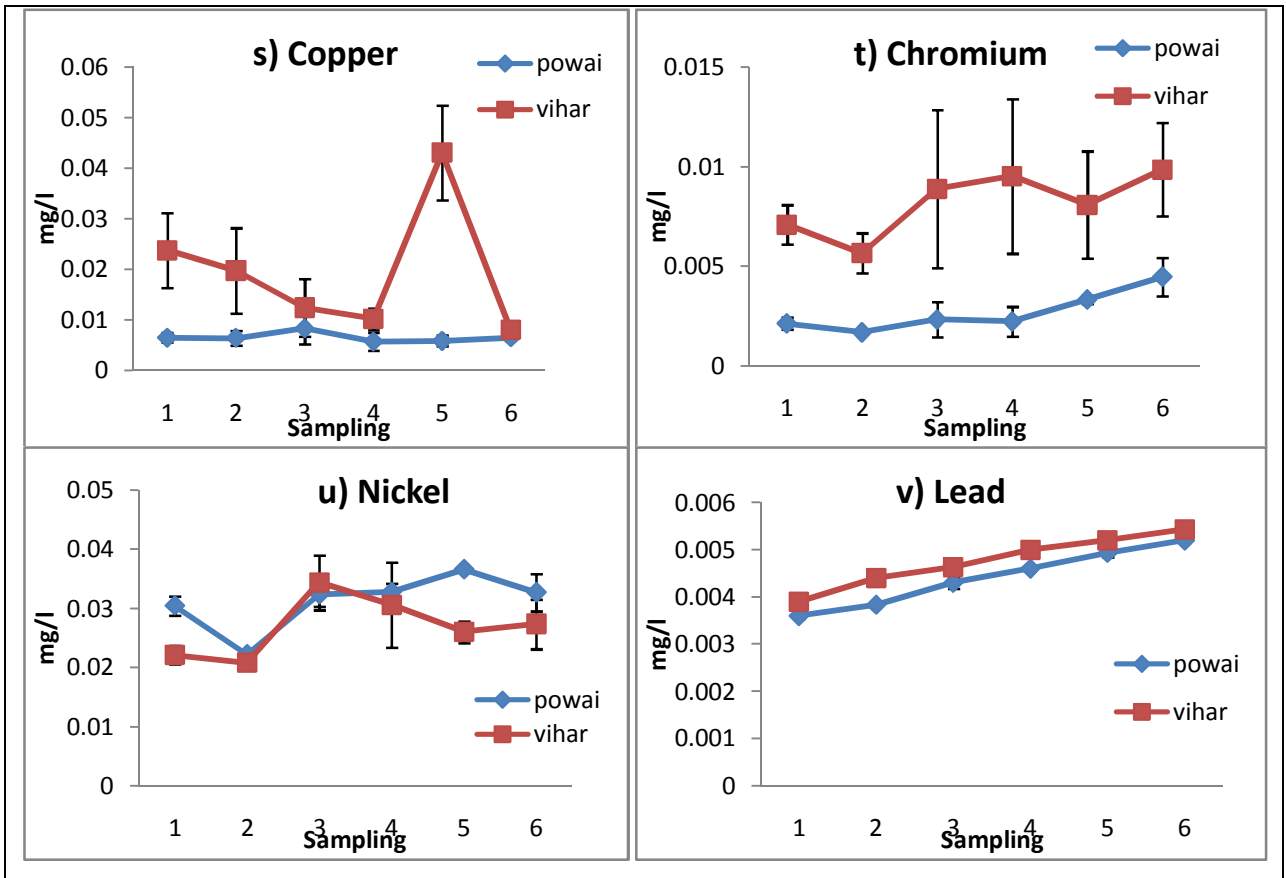 s) Copper
powai
vihar
0.06
0.05
0.04
0.03
0.02
0.01
0
mg/l
1 2 3 4 5 6
Sampling
t) Chromium
powai
vihar
0.015
0.01
0.005
0
mg/l
1 2 3 4 5 6
Sampling
u) Nickel
0.05
0.04
0.03
0.02
0.01
0
mg/l
powai
vihar
1 2 3 4 5 6
Sampling
v) Lead
0.006
0.005
0.004
0.003
0.002
0.001
0
mg/l
powai
vihar
1 2 3 4 5 6
Sampling